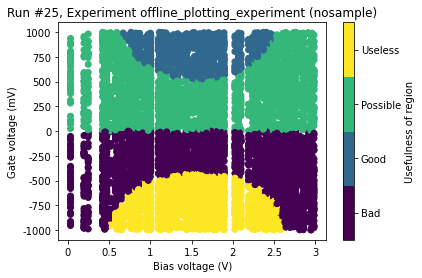 Run #25, Experiment offline_plotting_experiment (nosample)
1000
750
500
250
0
-250
-500
-750
-1000
Gate voltage (mV)
0
0.5
1
1.5
2
2.5
3
Bias voltage (V)
Useless
Possible
Good
Bad
Usefulness of region